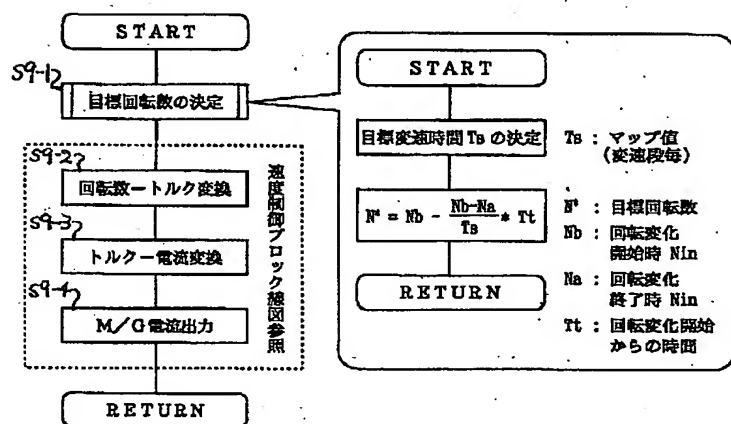 START
S9-1
目標回転数の決定
S9-2
回転数ートルク変換
S9-3
トルクー電流変換
S9-4
M/G電流出力
速度制御ブロック線図参照
RETURN
START
目標変速時間 Ts の決定
N* = Nb - Nb-Na/Ts * Tt
RETURN
Ts : マップ値
(変速段毎)
N* : 目標回転数
Nb : 回転変化
開始時 Nin
Na : 回転変化
終了時 Nin
Tt : 回転変化開始
からの時間